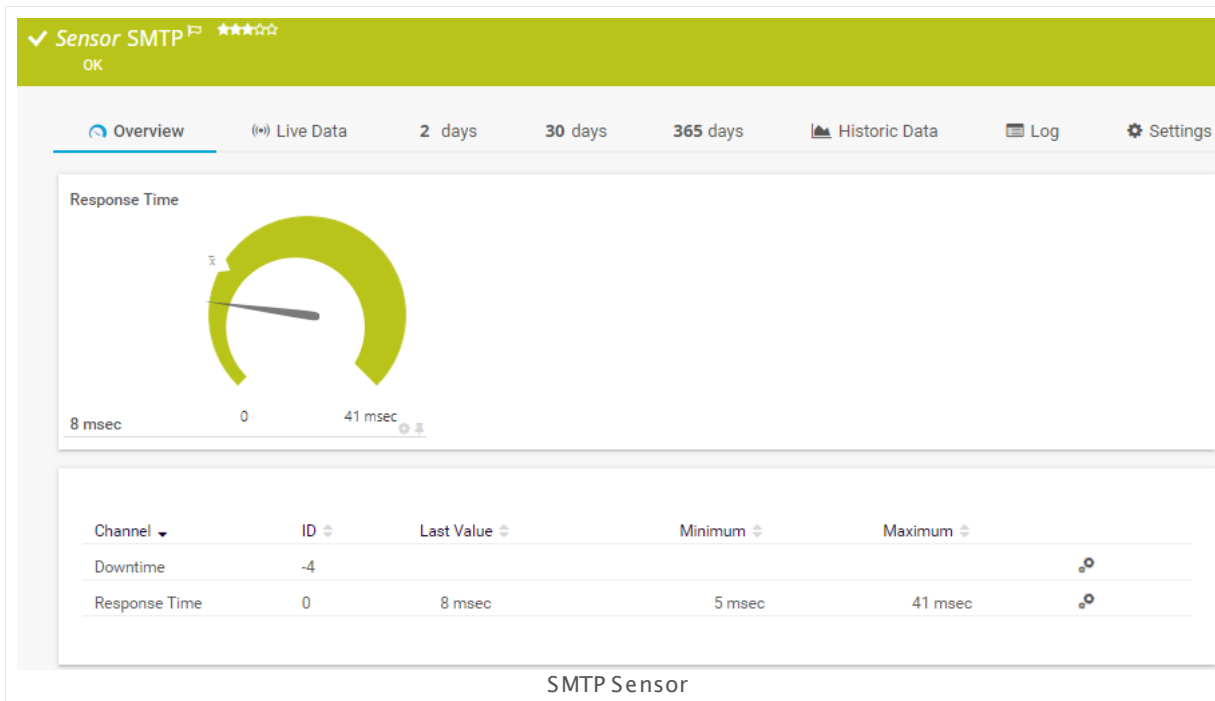 Sensor SMTP
OK
Overview Live Data 2 days 30 days 365 days Historic Data Log Settings
Response Time
x̄
8 msec
0 41 msec
Channel ID Last Value Minimum Maximum
Downtime -4
Response Time 0 8 msec 5 msec 41 msec
SMTP Sensor